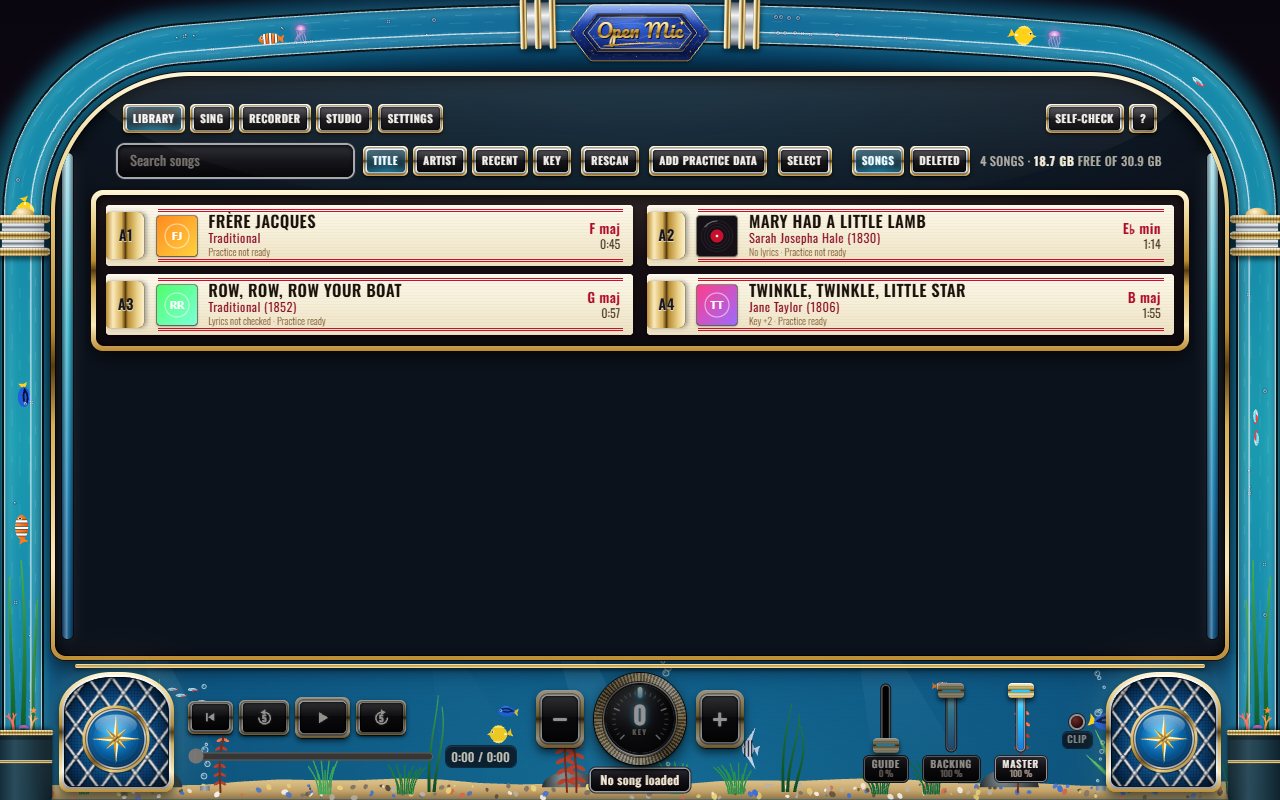 Open Mic
LIBRARY SING RECORDER STUDIO SETTINGS SELF-CHECK ?
Search songs TITLE ARTIST RECENT KEY RESCAN ADD PRACTICE DATA SELECT SONGS DELETED 4 SONGS · 18.7 GB FREE OF 30.9 GB
A1 FJ FRÈRE JACQUES
Traditional
Practice not ready
F maj
0:45
A2 MARY HAD A LITTLE LAMB
Sarah Josepha Hale (1830)
No lyrics · Practice not ready
E♭ min
1:14
A3 RR ROW, ROW, ROW YOUR BOAT
Traditional (1852)
Lyrics not checked · Practice ready
G maj
0:57
A4 TT TWINKLE, TWINKLE, LITTLE STAR
Jane Taylor (1806)
Key +2 · Practice ready
B maj
1:55
5 5
0:00 / 0:00
− 0 +
KEY
No song loaded
GUIDE
0 %
BACKING
100 %
MASTER
100 %
CLIP